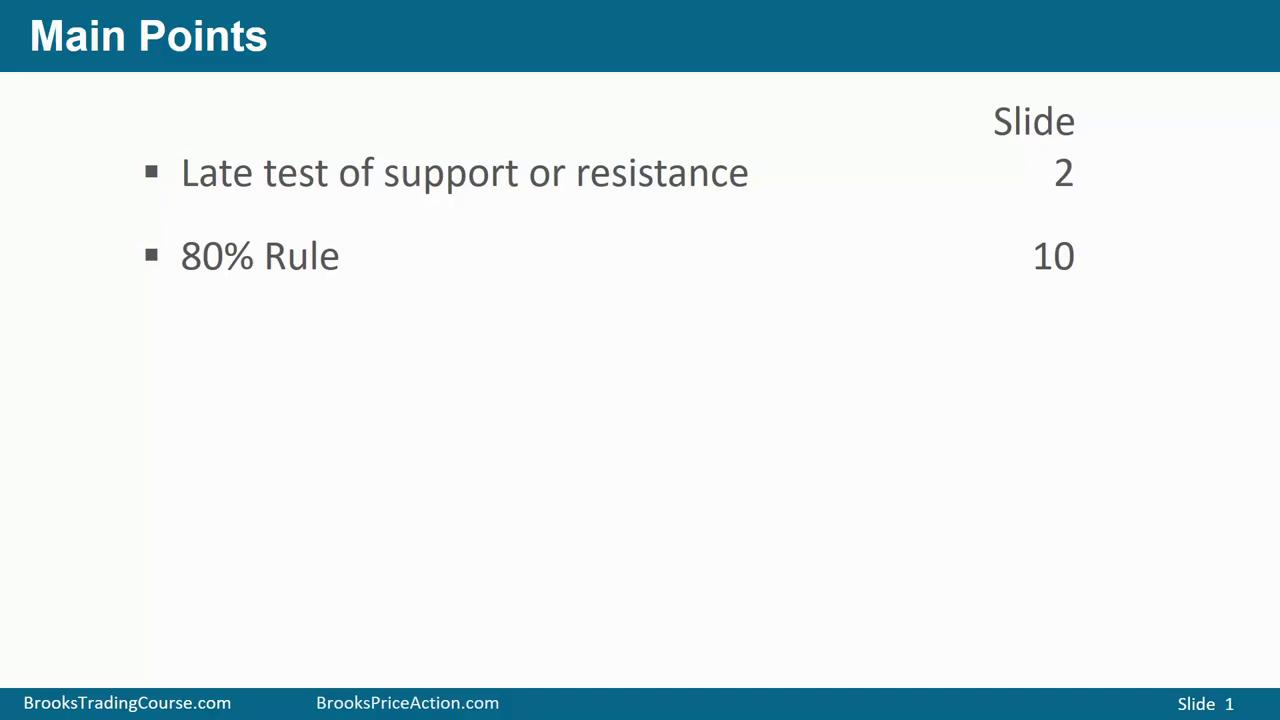 Main Points
Slide
▪ Late test of support or resistance 2
▪ 80% Rule 10
BrooksTradingCourse.com BrooksPriceAction.com Slide 1